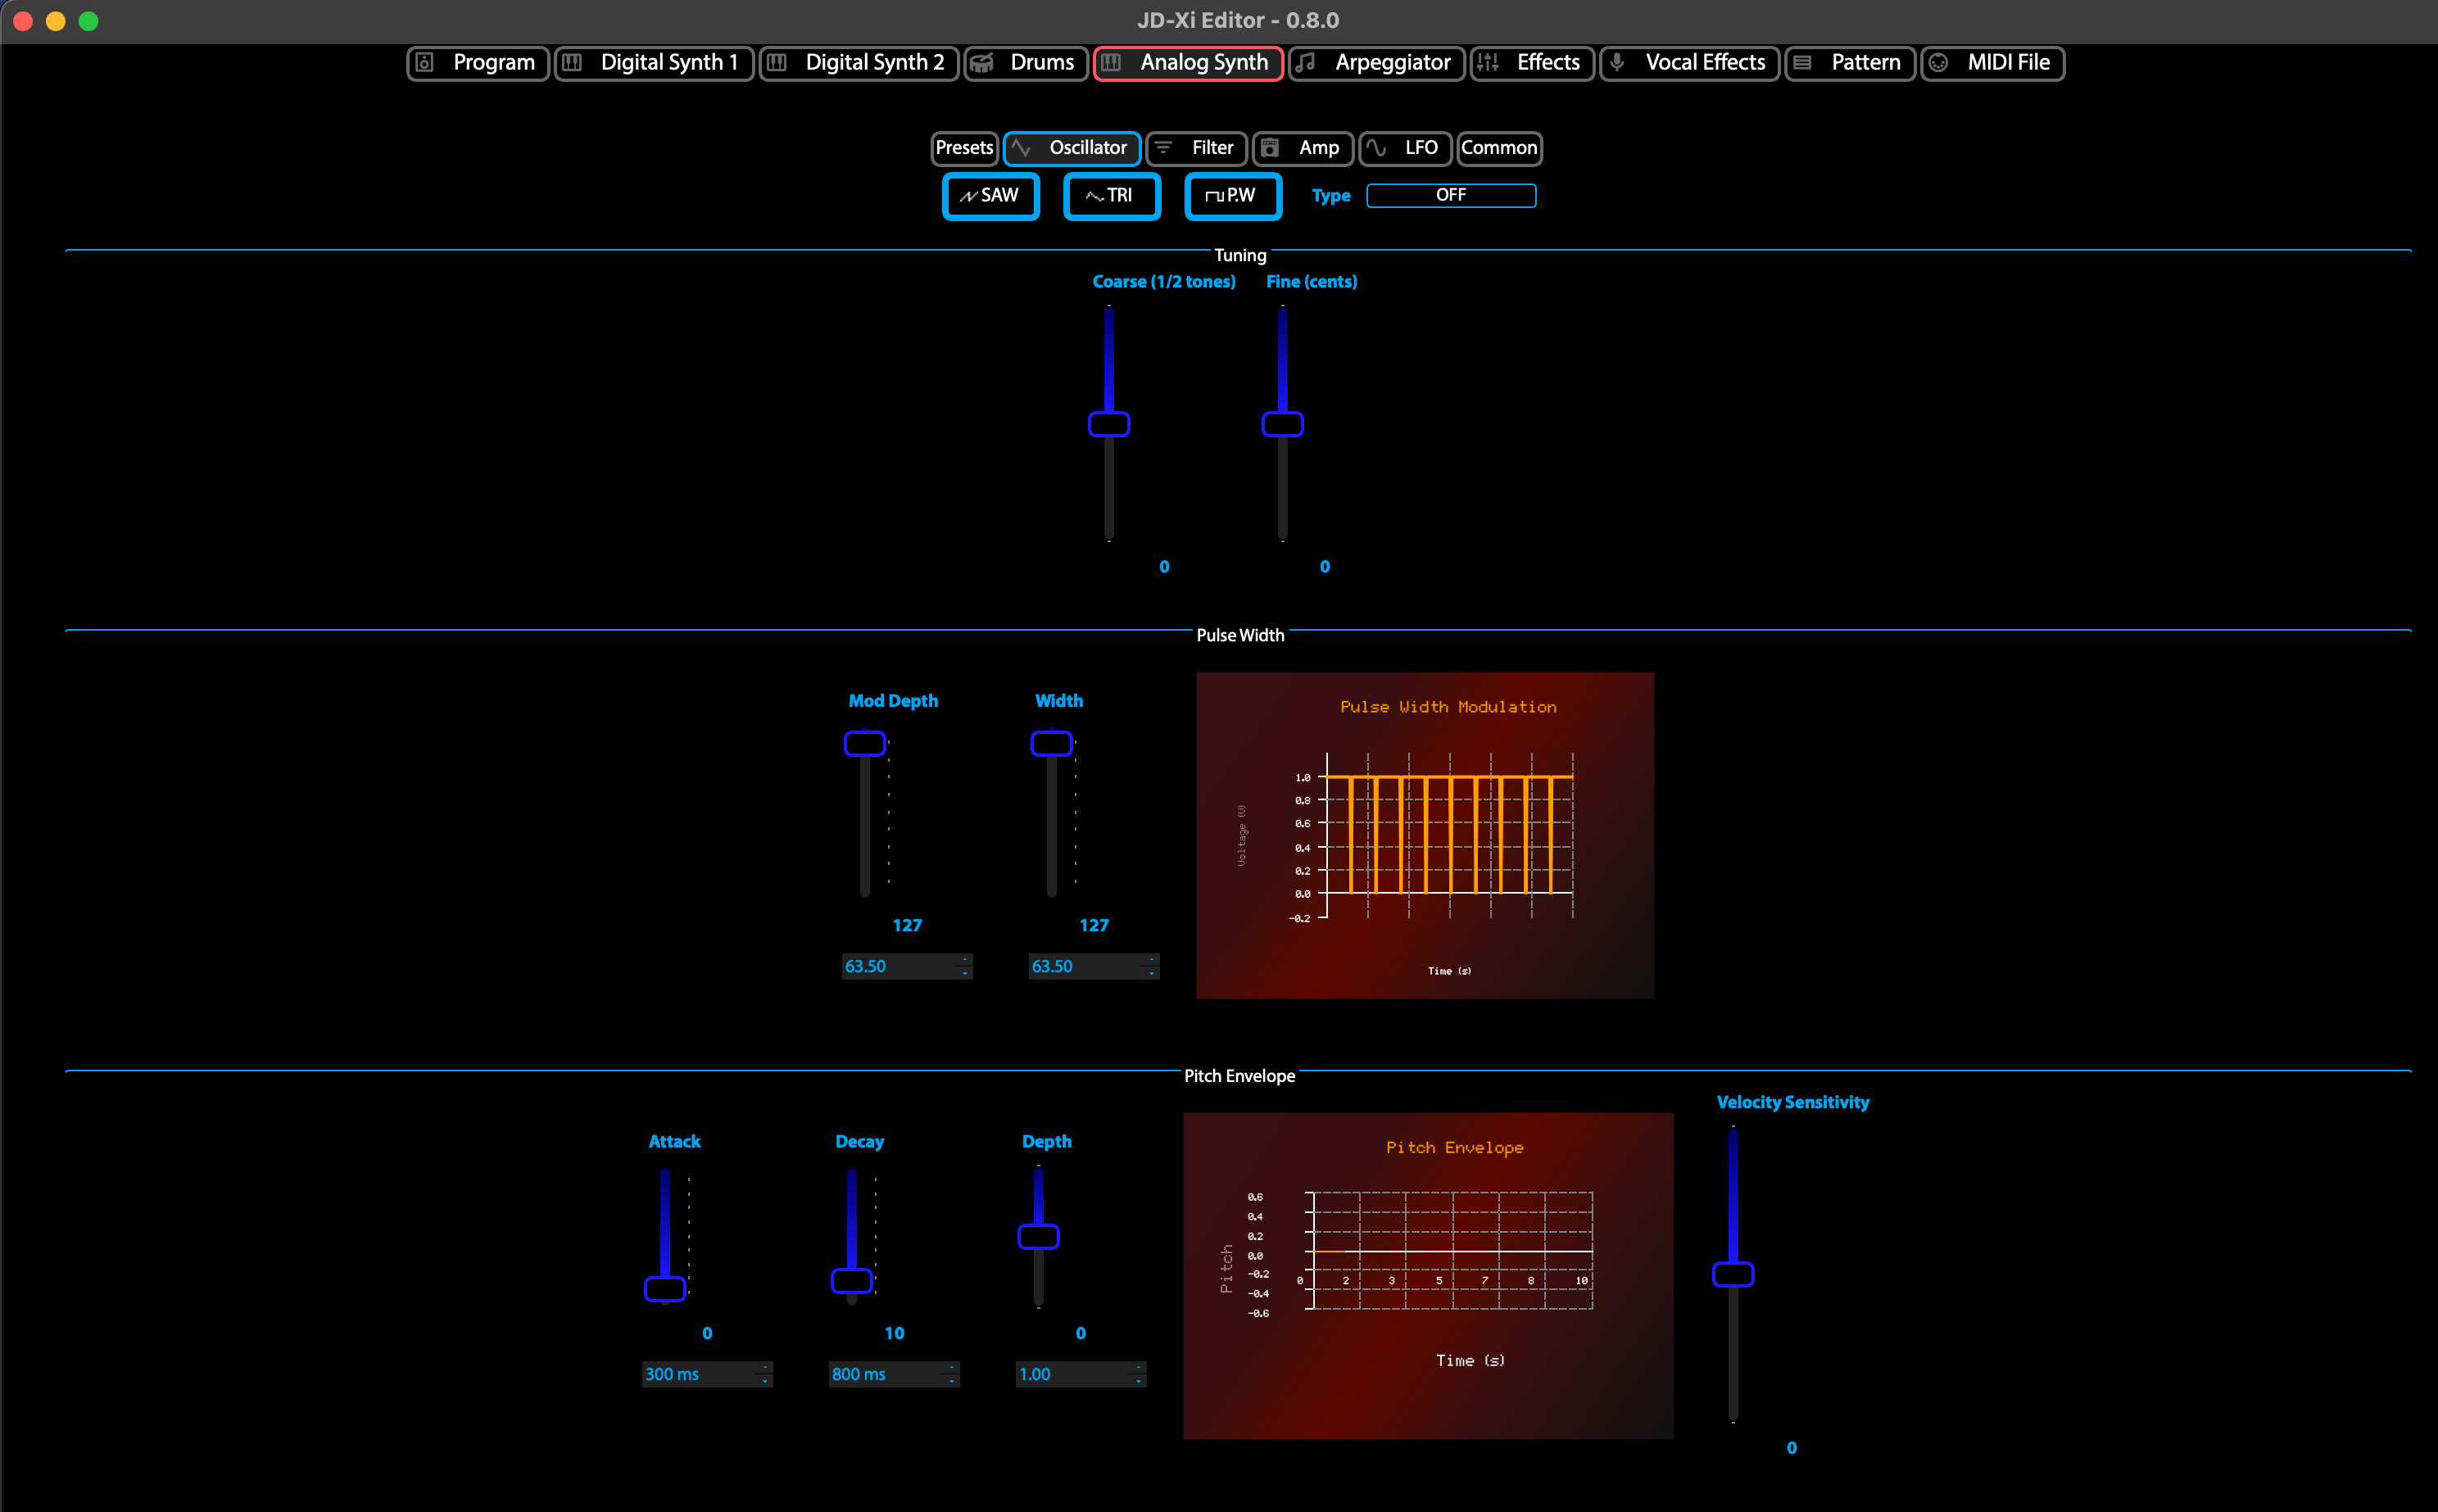 JD-Xi Editor - 0.8.0
Program Digital Synth 1 Digital Synth 2 Drums Analog Synth Arpeggiator Effects Vocal Effects Pattern MIDI File
Presets Oscillator Filter Amp LFO Common
SAW TRI P.W Type OFF
Tuning
Coarse (1/2 tones) Fine (cents)
0 0
Pulse Width
Mod Depth Width
127 127
63.50 63.50
Pulse Width Modulation
1.0
0.8
0.6
0.4
0.2
0.0
-0.2
Voltage (V)
Time (s)
Pitch Envelope
Attack Decay Depth
0 10 0
300 ms 800 ms 1.00
Pitch Envelope
0.6
0.4
0.2
0.0
-0.2
-0.4
-0.6
0 2 3 5 7 8 10
Pitch
Time (s)
Velocity Sensitivity
0